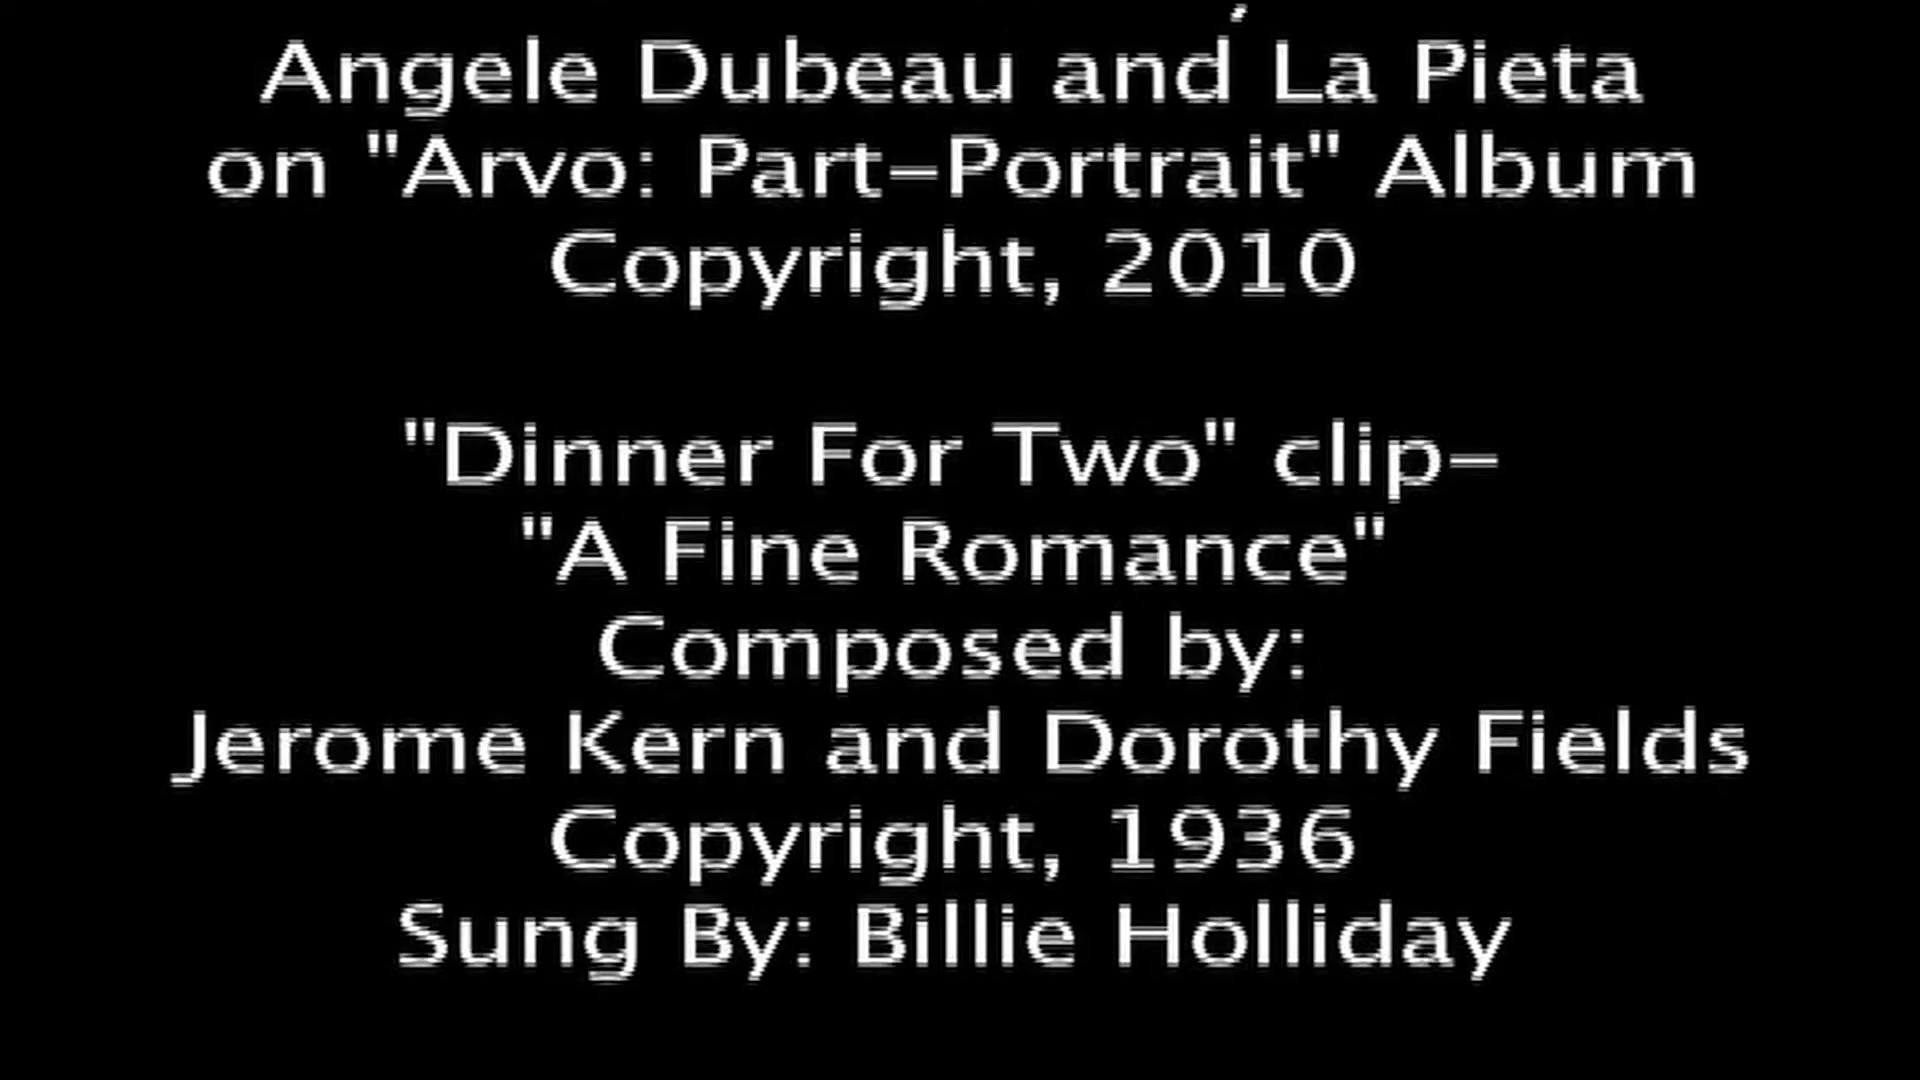 Angele Dubeau and La Pieta
on "Arvo: Part-Portrait" Album
Copyright, 2010
"Dinner For Two" clip-
"A Fine Romance"
Composed by:
Jerome Kern and Dorothy Fields
Copyright, 1936
Sung By: Billie Holliday